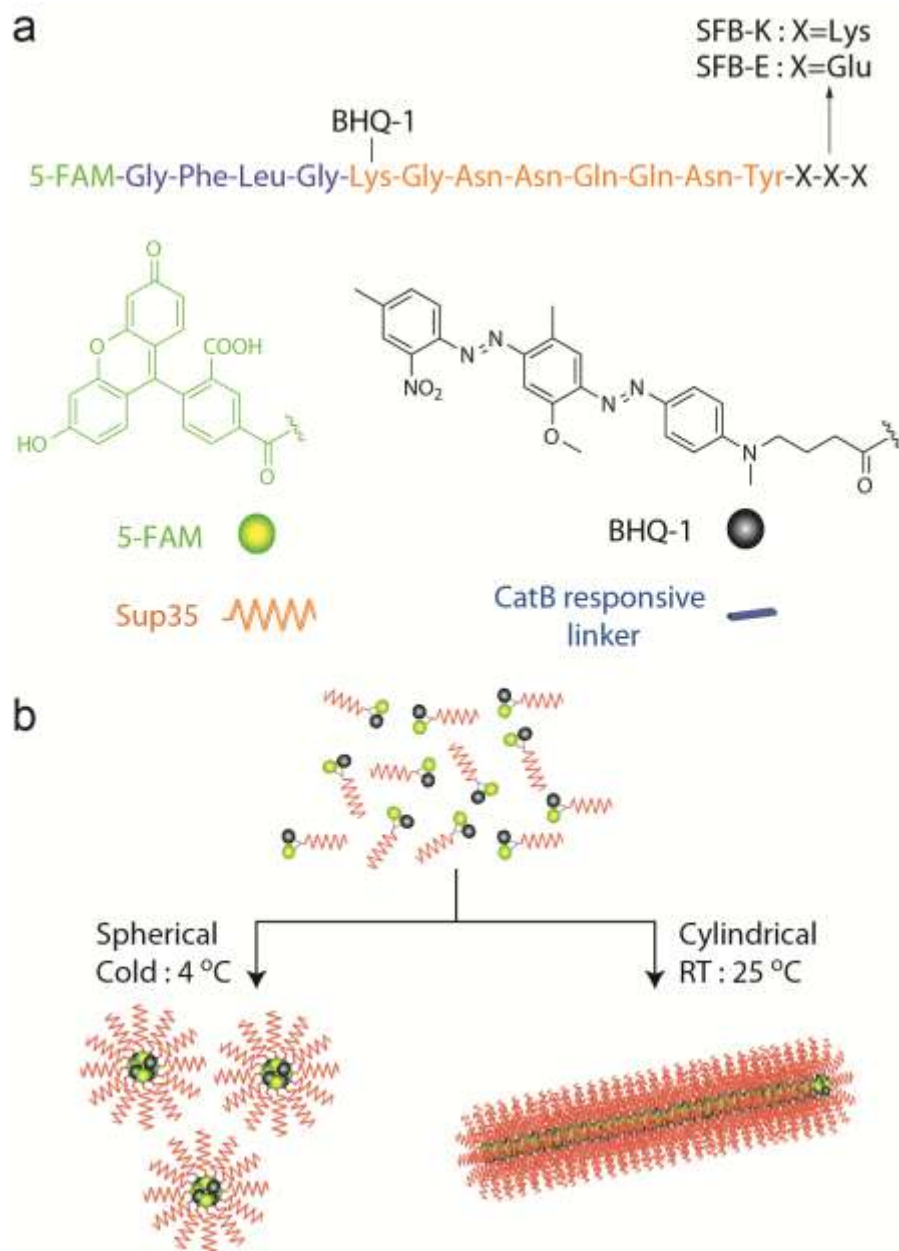 a
SFB-K : X=Lys
SFB-E : X=Glu
BHQ-1
5-FAM-Gly-Phe-Leu-Gly-Lys-Gly-Asn-Asn-Gln-Gln-Asn-Tyr-X-X-X
O
O
COOH
HO
O
N
N
NO2
O
N
N
N
O
5-FAM
BHQ-1
Sup35
CatB responsive
linker
b
Spherical
Cold : 4 °C
Cylindrical
RT : 25 °C